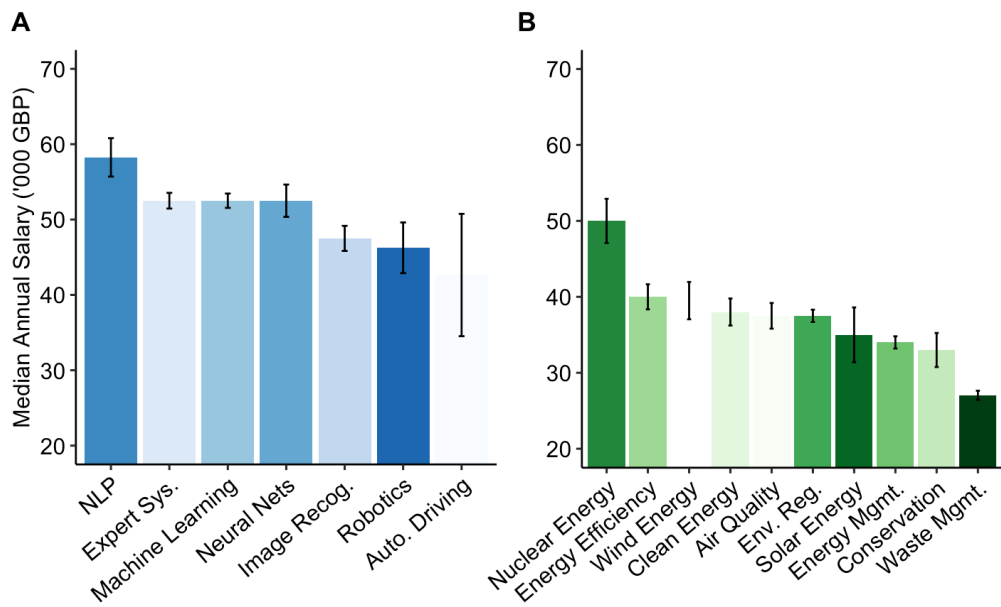 A
Median Annual Salary ('000 GBP)
70
60
50
40
30
20
NLP
Expert Sys.
Machine Learning
Neural Nets
Image Recog.
Robotics
Auto. Driving
B
70
60
50
40
30
20
Nuclear Energy
Energy Efficiency
Wind Energy
Clean Energy
Air Quality
Env. Reg.
Solar Energy
Energy Mgmt.
Conservation
Waste Mgmt.